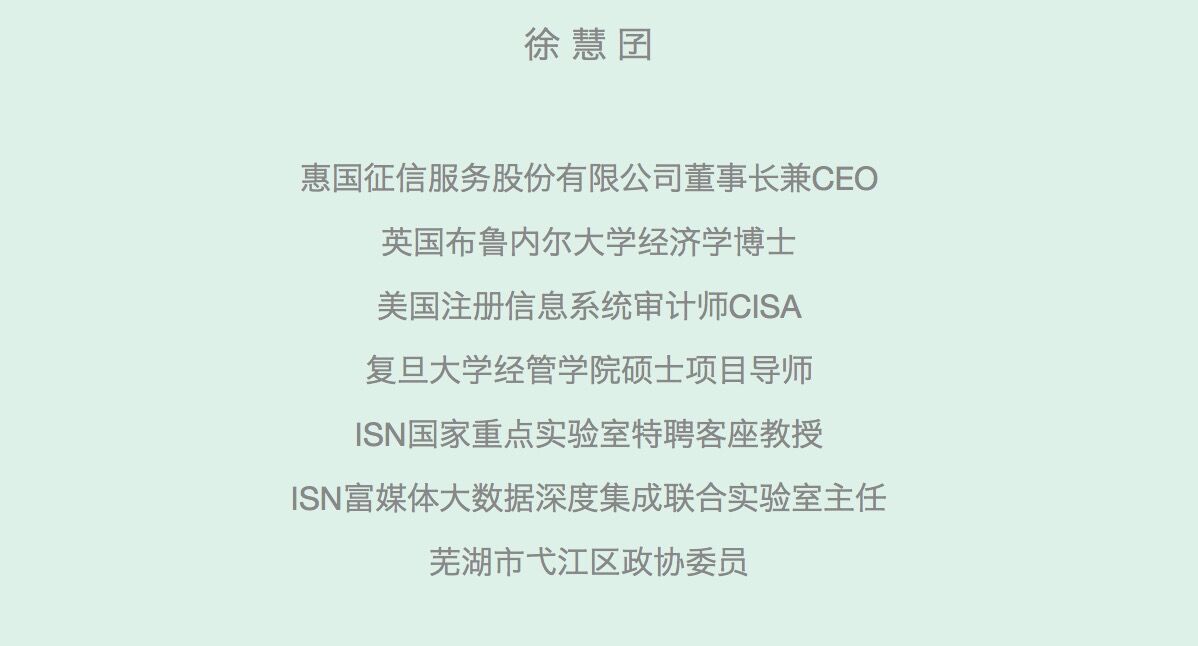 徐 慧 囝
惠国征信服务股份有限公司董事长兼CEO
英国布鲁内尔大学经济学博士
美国注册信息系统审计师CISA
复旦大学经管学院硕士项目导师
ISN国家重点实验室特聘客座教授
ISN富媒体大数据深度集成联合实验室主任
芜湖市弋江区政协委员